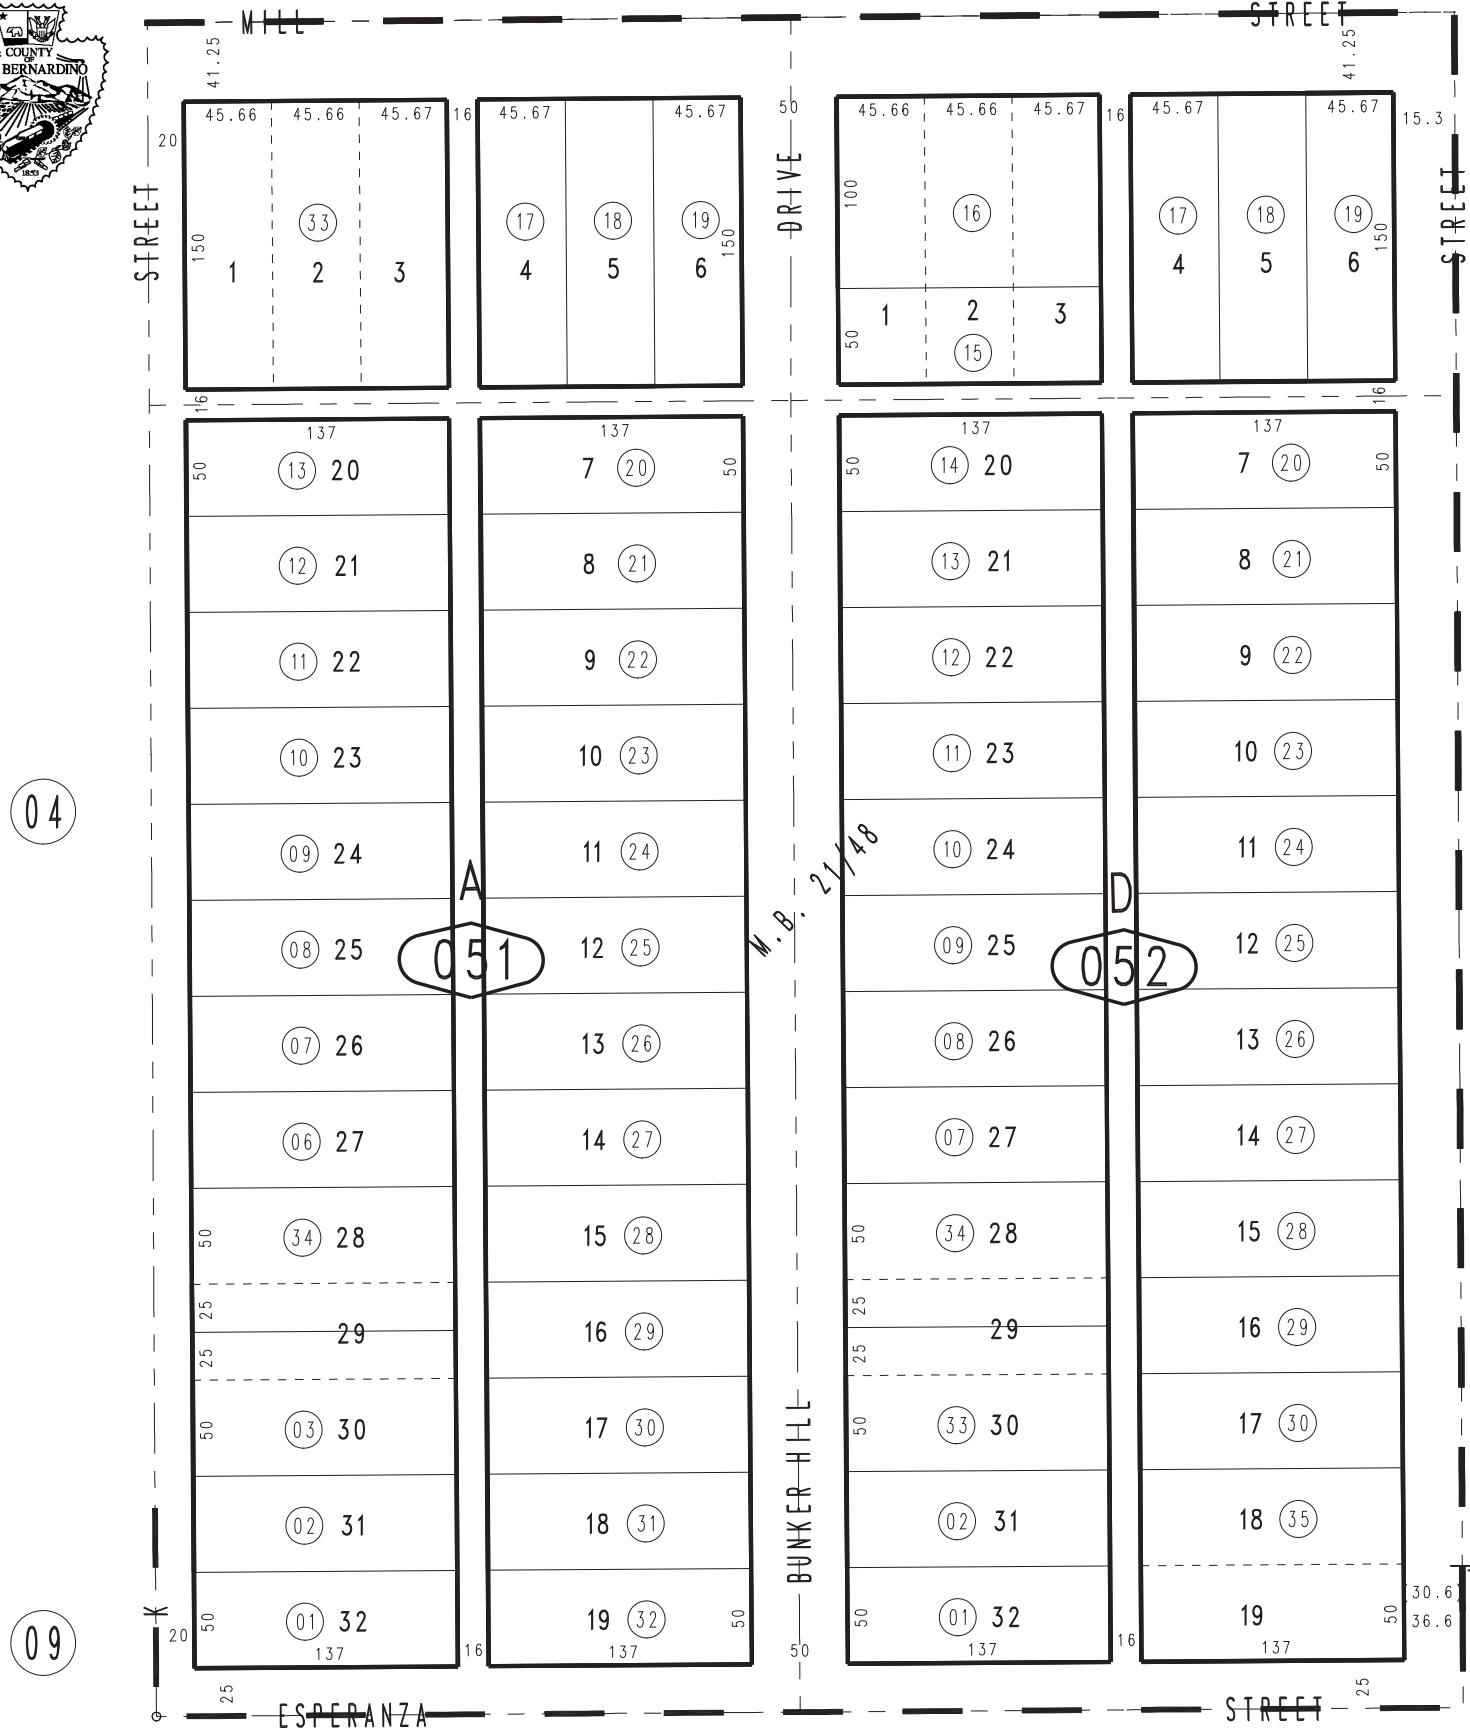 MILL STREET
COUNTY
OF
BERNARDINO
1853
41.25 41.25
45.66 45.66 45.67 16 45.67 50 45.66 45.66 45.67 16 45.67 45.67 15.3
20
STREET DRIVE STREET
150 150 100 150
33 17 18 19 16 17 18 19
1 2 3 4 5 6 4 5 6
1 2 3
50 15
16 16
137 137 137 137
50 13 20 7 20 50 50 14 20 7 20 50
12 21 8 21 13 21 8 21
11 22 9 22 12 22 9 22
10 23 10 23 11 23 10 23
04
09 24 11 24 10 24 11 24
A D
M.B. 21/48
08 25 12 25 09 25 12 25
051 052
07 26 13 26 08 26 13 26
06 27 14 27 07 27 14 27
50 34 28 15 28 50 34 28 15 28
25 25
29 16 29 29 16 29
25 25
50 03 30 17 30 50 33 30 17 30
BUNKER HILL
02 31 18 31 02 31 18 35
(30.6)
K
50 01 32 19 32 50 50 01 32 19 50 36.6
09
20 137 16 137 50 137 16 137
25 25
ESPERANZA STREET